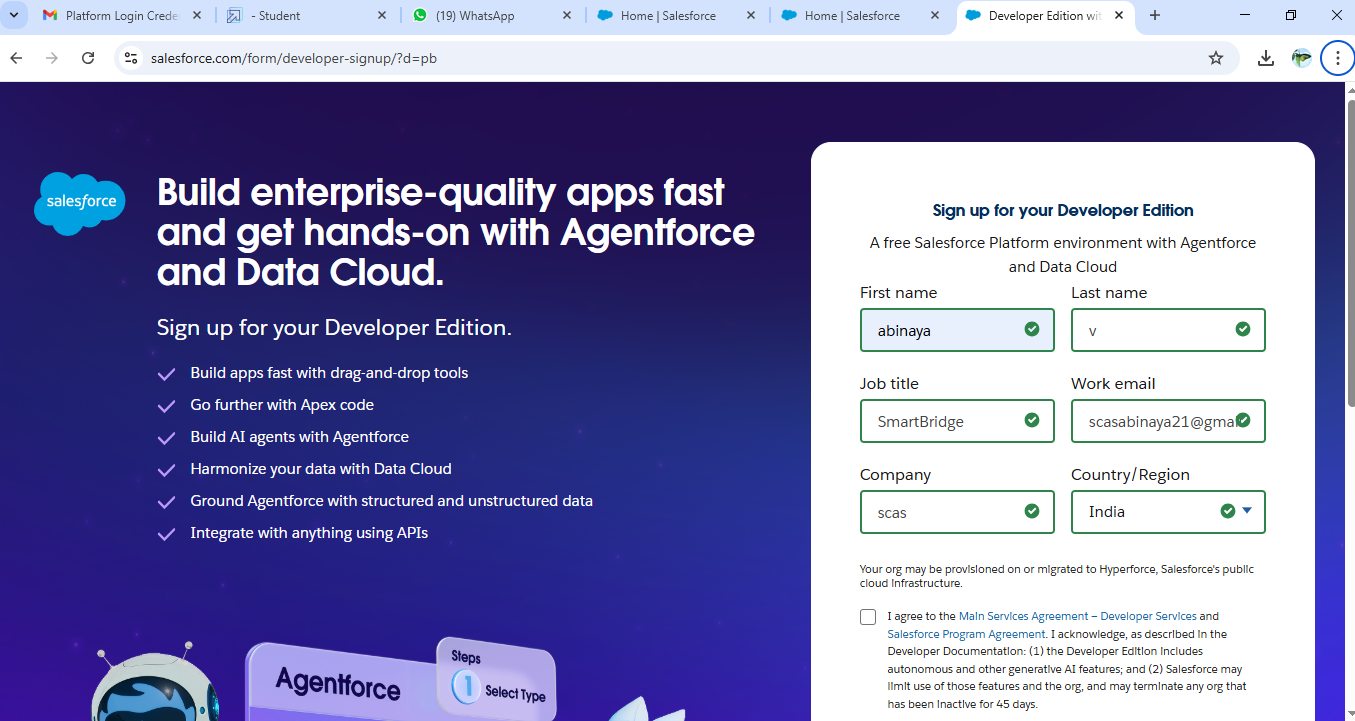 Platform Login Crede
- Student
(19) WhatsApp
Home | Salesforce
Home | Salesforce
Developer Edition wit
salesforce.com/form/developer-signup/?d=pb
salesforce
Build enterprise-quality apps fast
and get hands-on with Agentforce
and Data Cloud.
Sign up for your Developer Edition.
Build apps fast with drag-and-drop tools
Go further with Apex code
Build AI agents with Agentforce
Harmonize your data with Data Cloud
Ground Agentforce with structured and unstructured data
Integrate with anything using APIs
Agentforce
Steps
1 Select Type
Sign up for your Developer Edition
A free Salesforce Platform environment with Agentforce
and Data Cloud
First name Last name
abinaya v
Job title Work email
SmartBridge scasabinaya21@gmai
Company Country/Region
scas India
Your org may be provisioned on or migrated to Hyperforce, Salesforce's public
cloud infrastructure.
I agree to the Main Services Agreement – Developer Services and
Salesforce Program Agreement. I acknowledge, as described in the
Developer Documentation: (1) the Developer Edition includes
autonomous and other generative AI features; and (2) Salesforce may
limit use of those features and the org, and may terminate any org that
has been inactive for 45 days.